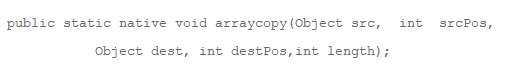 public static native void arraycopy(Object src, int srcPos,
Object dest, int destPos,int length);